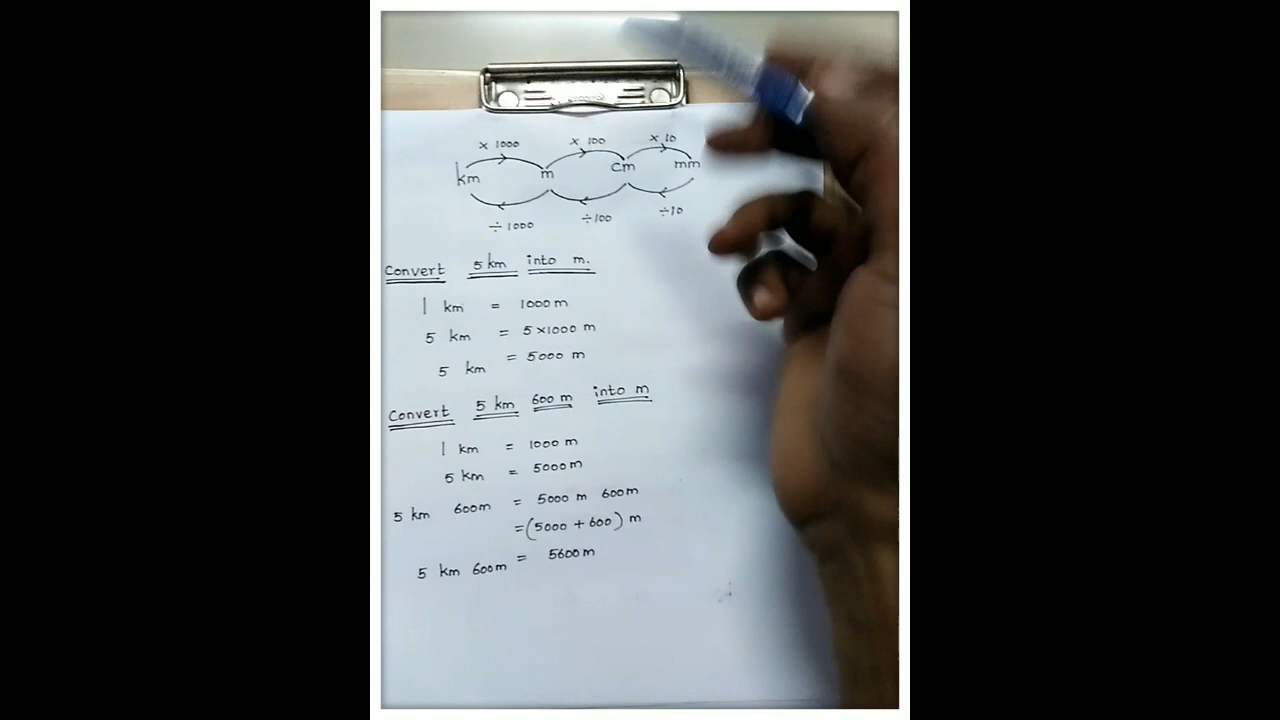 × 1000 × 100 × 10
km m cm mm
÷ 1000 ÷100 ÷10
Convert 5 km into m.
1 km = 1000 m
5 km = 5×1000 m
5 km = 5000 m
Convert 5 km 600 m into m
1 km = 1000 m
5 km = 5000 m
5 km 600m = 5000 m 600m
=(5000 + 600) m
5 km 600m = 5600m